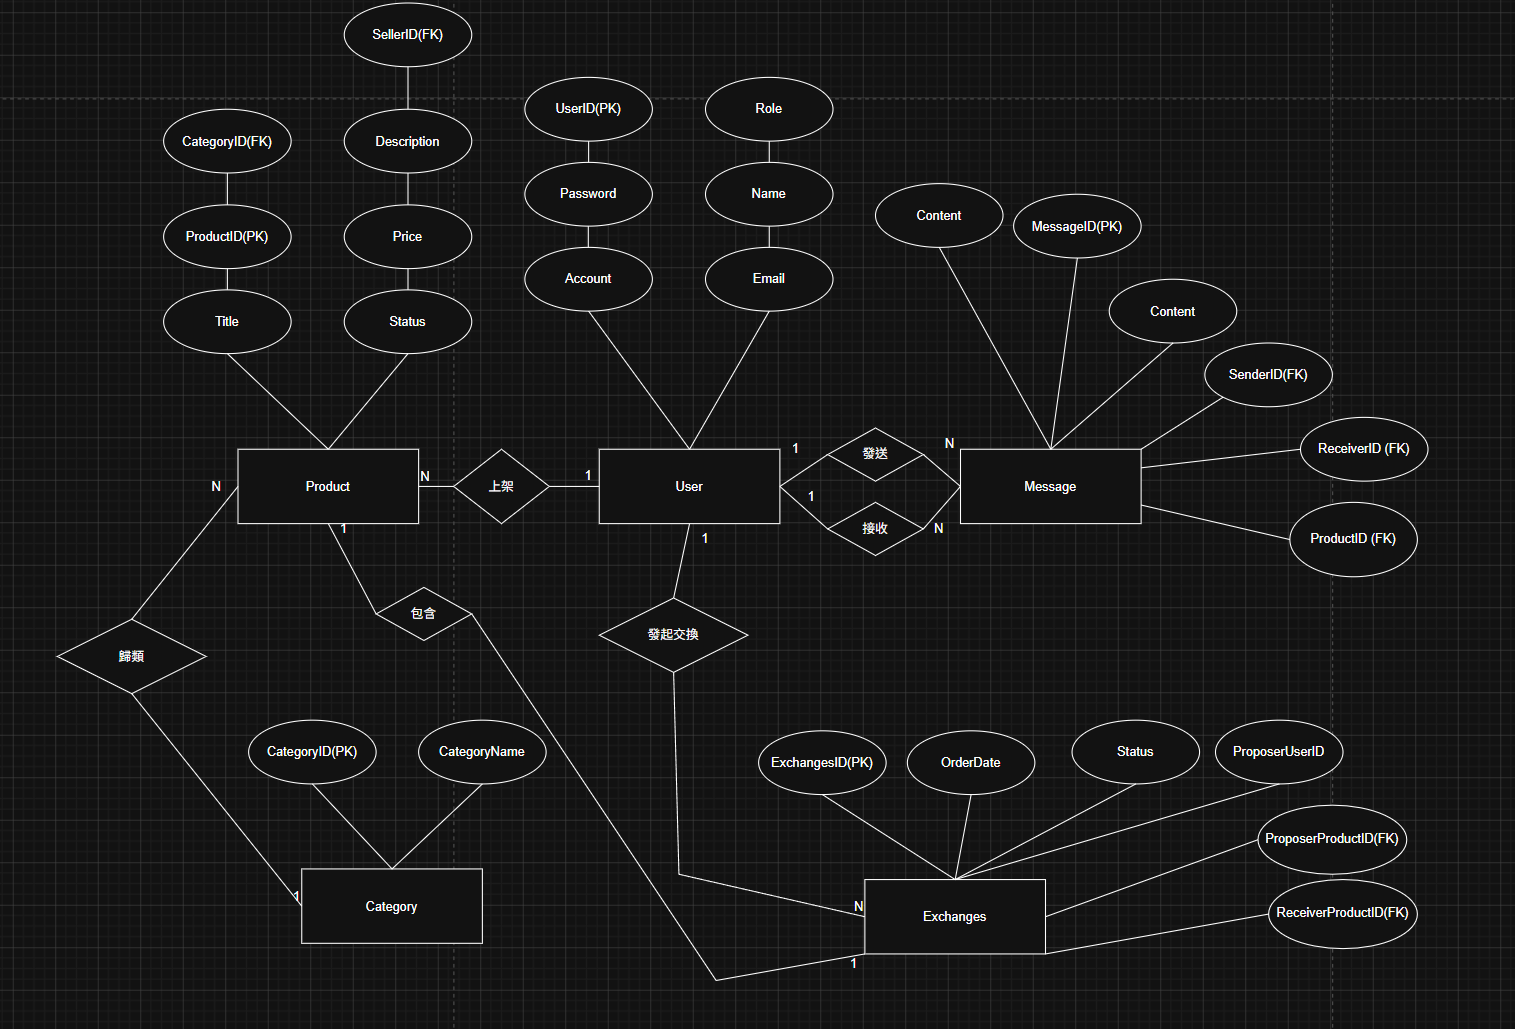 SellerID(FK)
CategoryID(FK)
Description
ProductID(PK)
Price
Title
Status
UserID(PK)
Role
Password
Name
Account
Email
Content
MessageID(PK)
Content
SenderID(FK)
ReceiverID (FK)
ProductID (FK)
N
Product
N
上架
1
User
1
發送
N
1
接收
N
Message
1
1
包含
發起交換
歸類
CategoryID(PK)
CategoryName
ExchangesID(PK)
OrderDate
Status
ProposerUserID
ProposerProductID(FK)
ReceiverProductID(FK)
1
Category
N
Exchanges
1